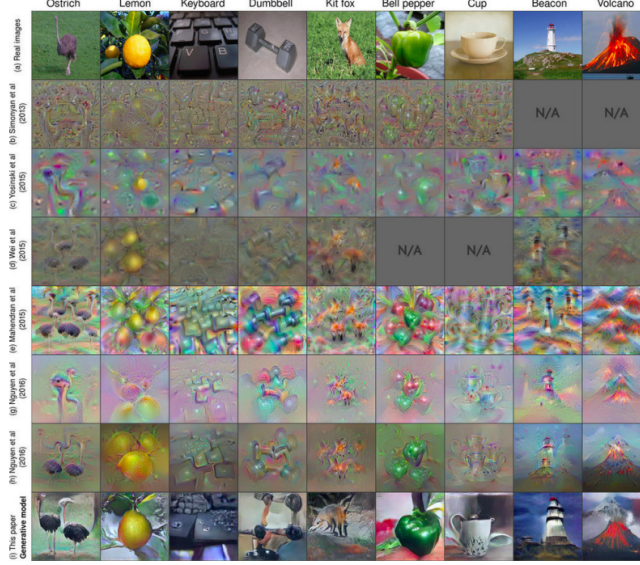 Ostrich Lemon Keyboard Dumbbell Kit fox Bell pepper Cup Beacon Volcano
(a) Real images
(b) Simonyan et al
(2013)
N/A N/A
(c) Yosinski et al
(2015)
(d) Wei et al
(2015)
N/A N/A
(e) Mahendran et al
(2015)
(g) Nguyen et al
(2016)
(h) Nguyen et al
(2016)
(i) This paper
Generative model